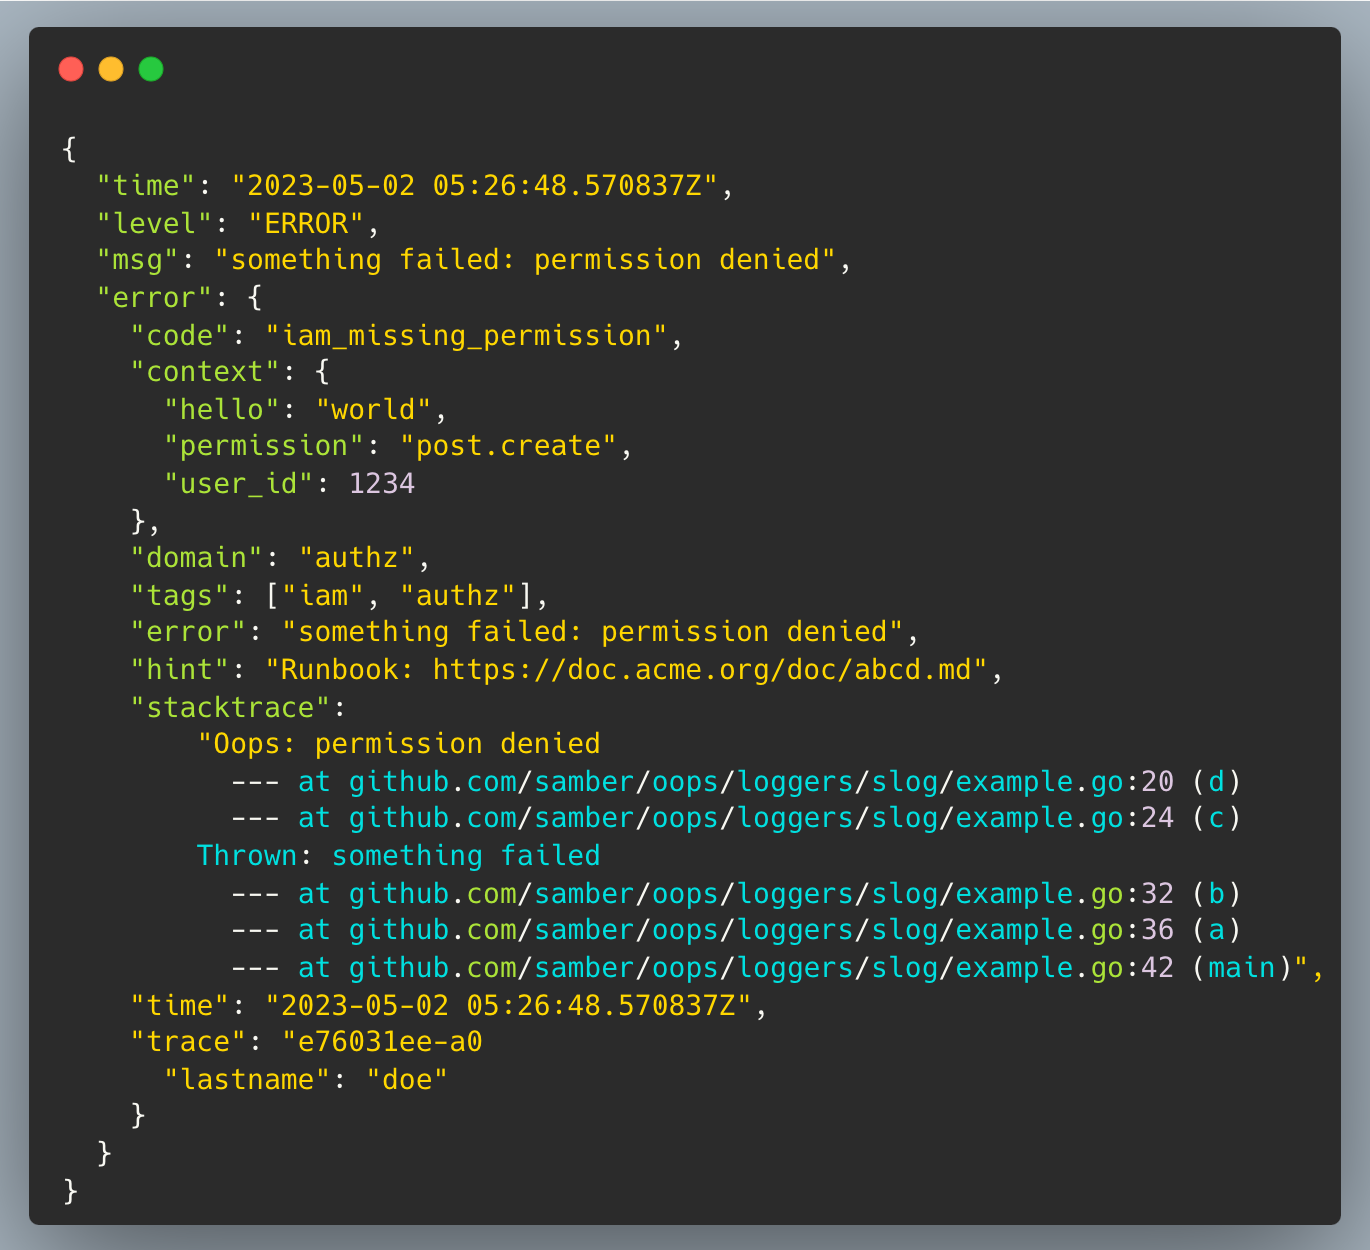 {
  "time": "2023-05-02 05:26:48.570837Z",
  "level": "ERROR",
  "msg": "something failed: permission denied",
  "error": {
    "code": "iam_missing_permission",
    "context": {
      "hello": "world",
      "permission": "post.create",
      "user_id": 1234
    },
    "domain": "authz",
    "tags": ["iam", "authz"],
    "error": "something failed: permission denied",
    "hint": "Runbook: https://doc.acme.org/doc/abcd.md",
    "stacktrace":
        "Oops: permission denied
          --- at github.com/samber/oops/loggers/slog/example.go:20 (d)
          --- at github.com/samber/oops/loggers/slog/example.go:24 (c)
        Thrown: something failed
          --- at github.com/samber/oops/loggers/slog/example.go:32 (b)
          --- at github.com/samber/oops/loggers/slog/example.go:36 (a)
          --- at github.com/samber/oops/loggers/slog/example.go:42 (main)",
    "time": "2023-05-02 05:26:48.570837Z",
    "trace": "e76031ee-a0
      "lastname": "doe"
    }
  }
}